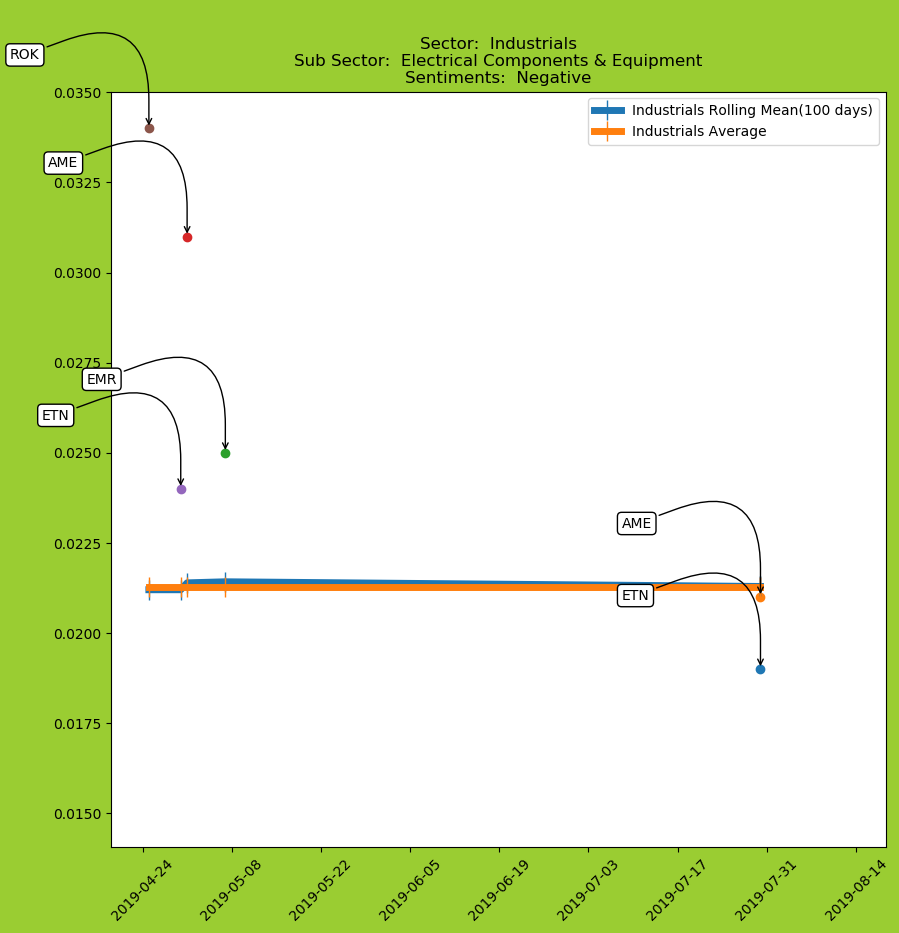 Sector:  Industrials
Sub Sector:  Electrical Components & Equipment
Sentiments:  Negative
Industrials Rolling Mean(100 days)
Industrials Average
ROK
AME
EMR
ETN
AME
ETN
0.0350
0.0325
0.0300
0.0275
0.0250
0.0225
0.0200
0.0175
0.0150
2019-04-24
2019-05-08
2019-05-22
2019-06-05
2019-06-19
2019-07-03
2019-07-17
2019-07-31
2019-08-14